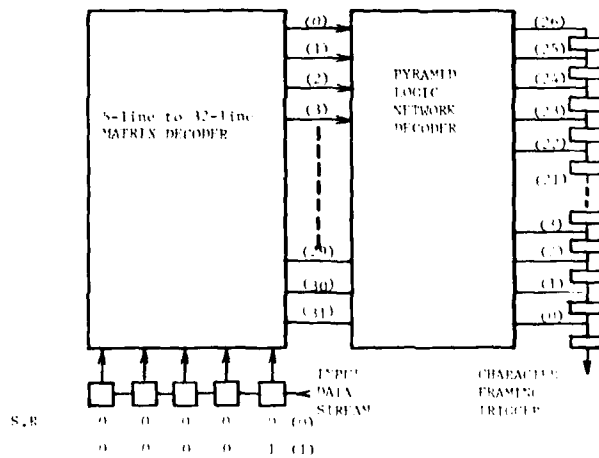 (0)
(1)
(2)
(3)
(29)
(30)
(31)
5-line to 32-line
MATRIX DECODER
PYRAMID
LOGIC
NETWORK
DECODER
(26)
(25)
(24)
(23)
(22)
(21)
(3)
(2)
(1)
(0)
INPUT
DATA
STREAM
CHARACTER
FRAMING
TRIGGER
S.R 0 0 0 0 0 (0)
0 0 0 0 1 (1)